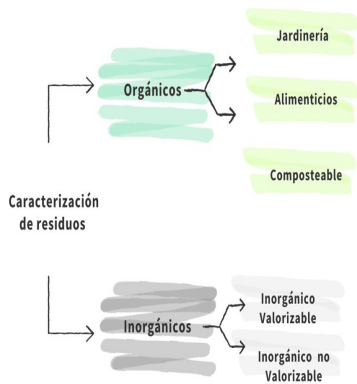 Caracterización
de residuos
Orgánicos
Jardinería
Alimenticios
Composteable
Inorgánicos
Inorgánico
Valorizable
Inorgánico no
Valorizable